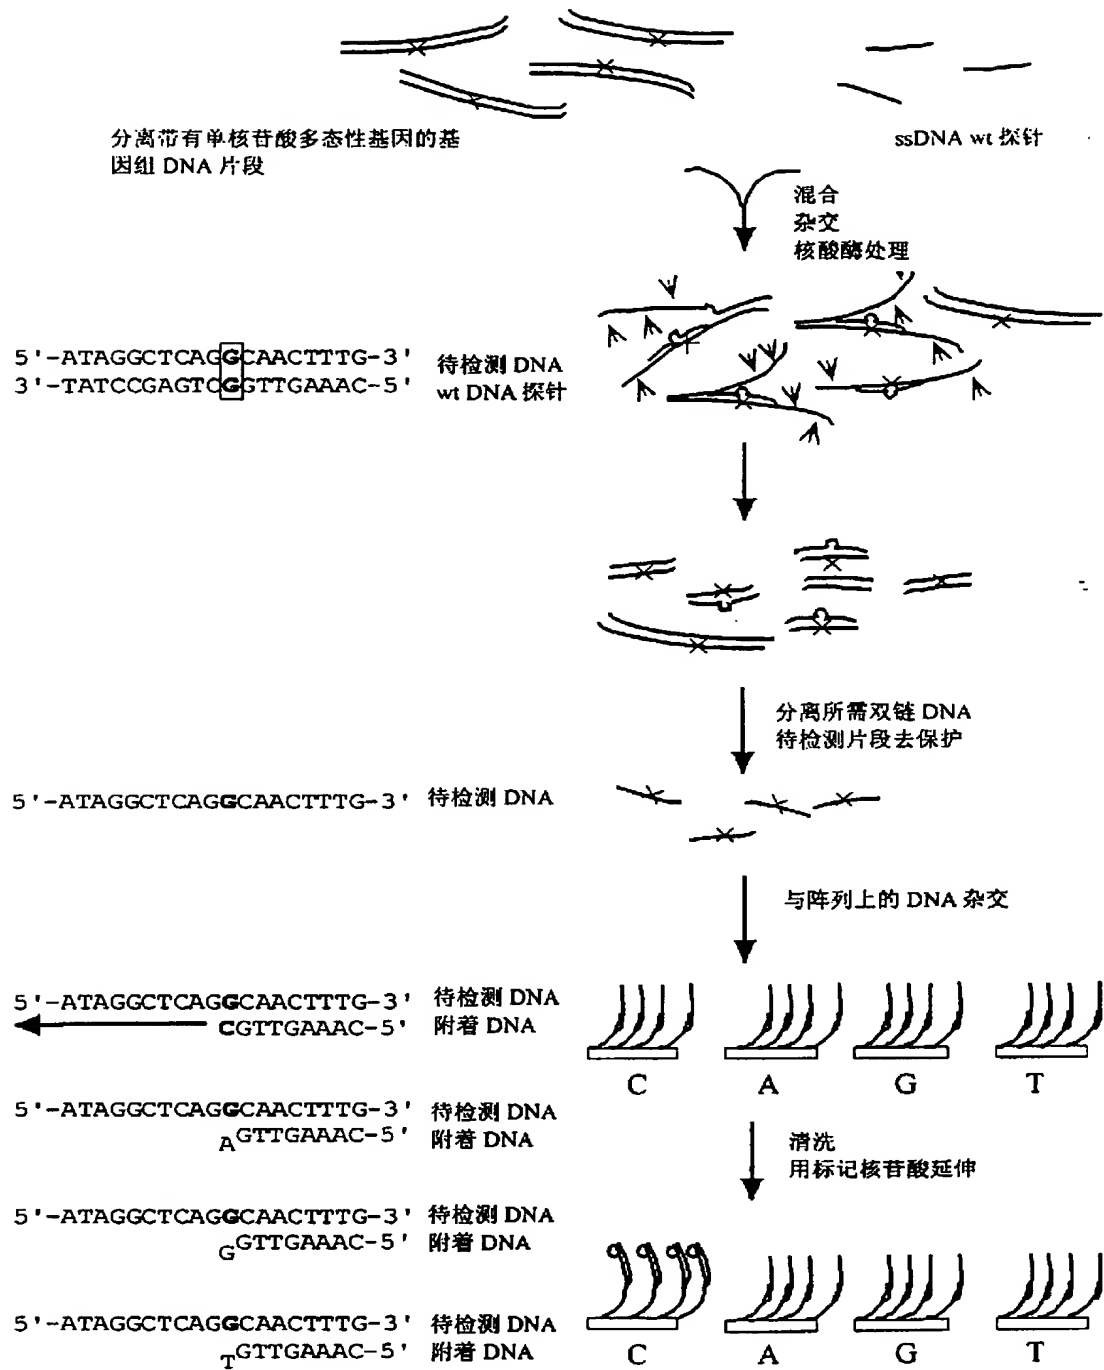 分离带有单核苷酸多态性基因的基
因组 DNA 片段
ssDNA wt 探针
混合
杂交
核酸酶处理
5'-ATAGGCTCAGGCAACTTTG-3' 待检测 DNA
3'-TATCCGAGTCGGTTGAAAC-5' wt DNA 探针
分离所需双链 DNA
待检测片段去保护
5'-ATAGGCTCAGGCAACTTTG-3' 待检测 DNA
与阵列上的 DNA 杂交
5'-ATAGGCTCAGGCAACTTTG-3' 待检测 DNA
CGTTGAAAC-5' 附着 DNA
C A G T
5'-ATAGGCTCAGGCAACTTTG-3' 待检测 DNA
AGTTGAAAC-5' 附着 DNA
清洗
用标记核苷酸延伸
5'-ATAGGCTCAGGCAACTTTG-3' 待检测 DNA
GGTTGAAAC-5' 附着 DNA
5'-ATAGGCTCAGGCAACTTTG-3' 待检测 DNA
TGTTGAAAC-5' 附着 DNA
C A G T